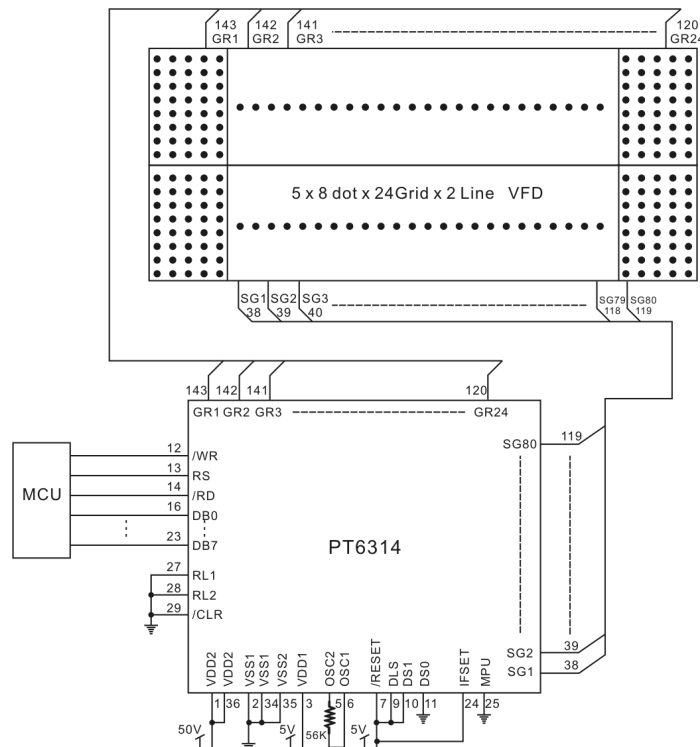 143 142 141 120
GR1 GR2 GR3 GR24
5 x 8 dot x 24Grid x 2 Line VFD
SG1 SG2 SG3 SG79 SG80
38 39 40 118 119
143 142 141 120
GR1 GR2 GR3 GR24
SG80 119
MCU
12 /WR
13 RS
14 /RD
16 DB0
23 DB7
PT6314
27 RL1
28 RL2
29 /CLR
SG2 39
SG1 38
VDD2 VDD2 VSS1 VSS1 VSS2 VDD1 OSC2 OSC1 /RESET DLS DS1 DS0 IFSET MPU
1 36 2 34 35 3 5 6 7 9 10 11 24 25
50V 5V 56K 5V